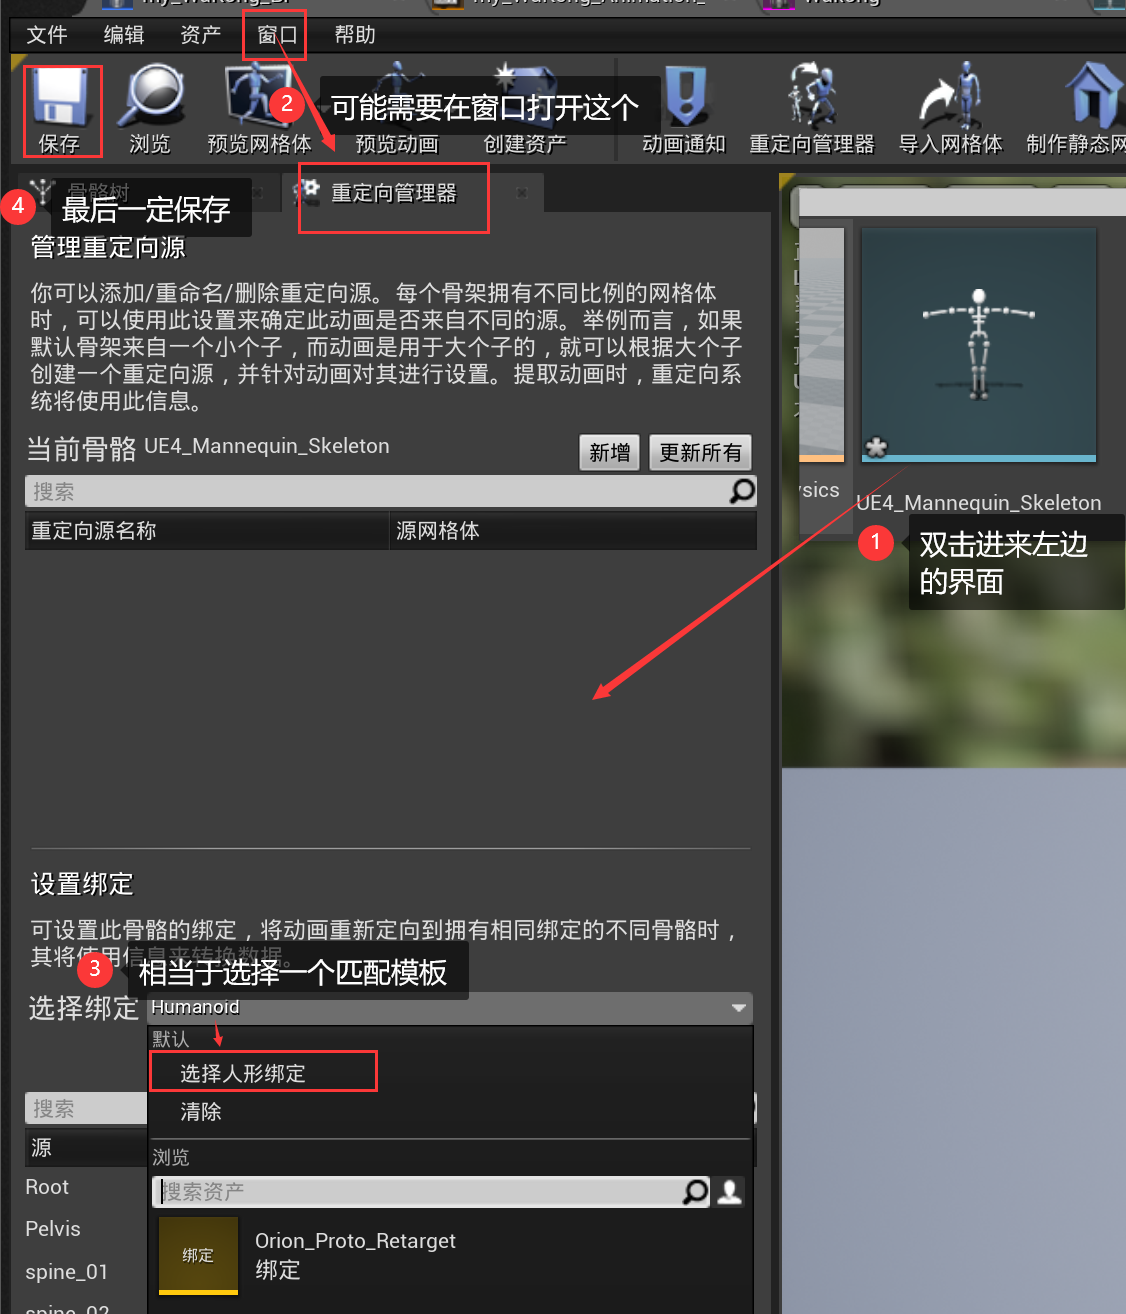 文件 编辑 资产 窗口 帮助
保存 浏览 预览网格体 预览动画 创建资产 动画通知 重定向管理器 导入网格体 制作静态网
2 可能需要在窗口打开这个
骨骼树 重定向管理器
4 最后一定保存
管理重定向源
你可以添加/重命名/删除重定向源。每个骨架拥有不同比例的网格体
时，可以使用此设置来确定此动画是否来自不同的源。举例而言，如果
默认骨架来自一个小个子，而动画是用于大个子的，就可以根据大个子
创建一个重定向源，并针对动画对其进行设置。提取动画时，重定向系
统将使用此信息。
当前骨骼 UE4_Mannequin_Skeleton 新增 更新所有
搜索
重定向源名称 源网格体
ysics
UE4_Mannequin_Skeleton
1 双击进来左边
的界面
设置绑定
可设置此骨骼的绑定，将动画重新定向到拥有相同绑定的不同骨骼时，
其将使用信息来转换数据。
3 相当于选择一个匹配模板
选择绑定 Humanoid
默认
选择人形绑定
清除
搜索
源
浏览
搜索资产
Root
Pelvis
spine_01
spine_02
绑定
Orion_Proto_Retarget
绑定